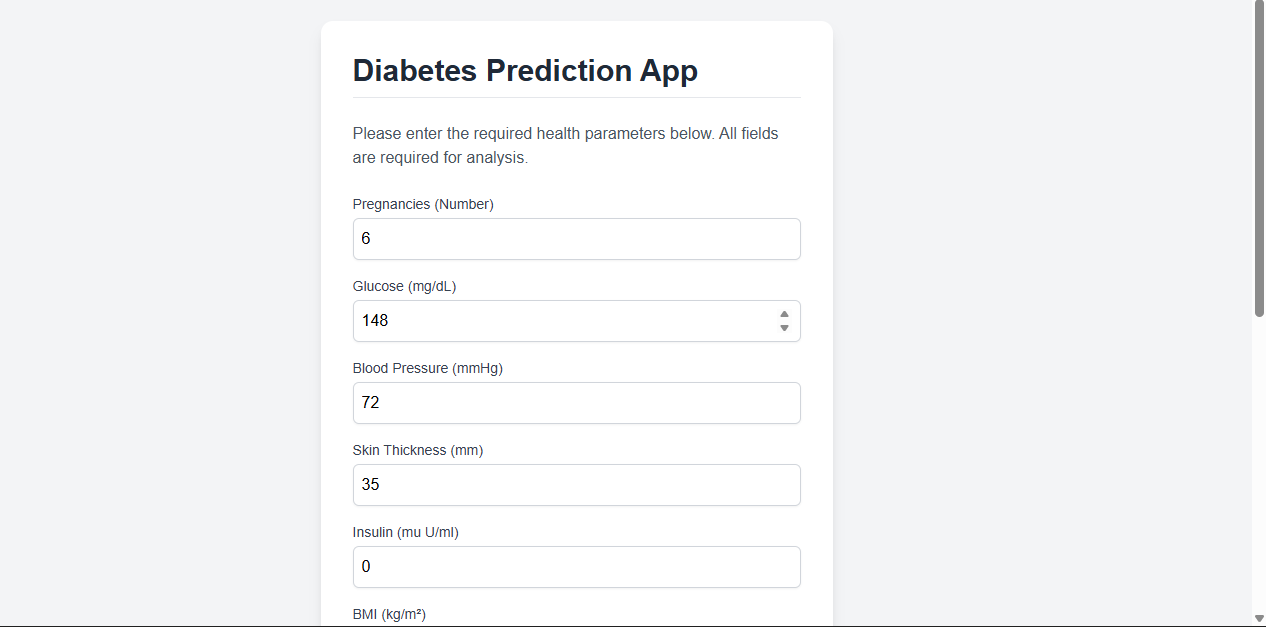 Diabetes Prediction App
Please enter the required health parameters below. All fields
are required for analysis.
Pregnancies (Number)
6
Glucose (mg/dL)
148
Blood Pressure (mmHg)
72
Skin Thickness (mm)
35
Insulin (mu U/ml)
0
BMI (kg/m²)